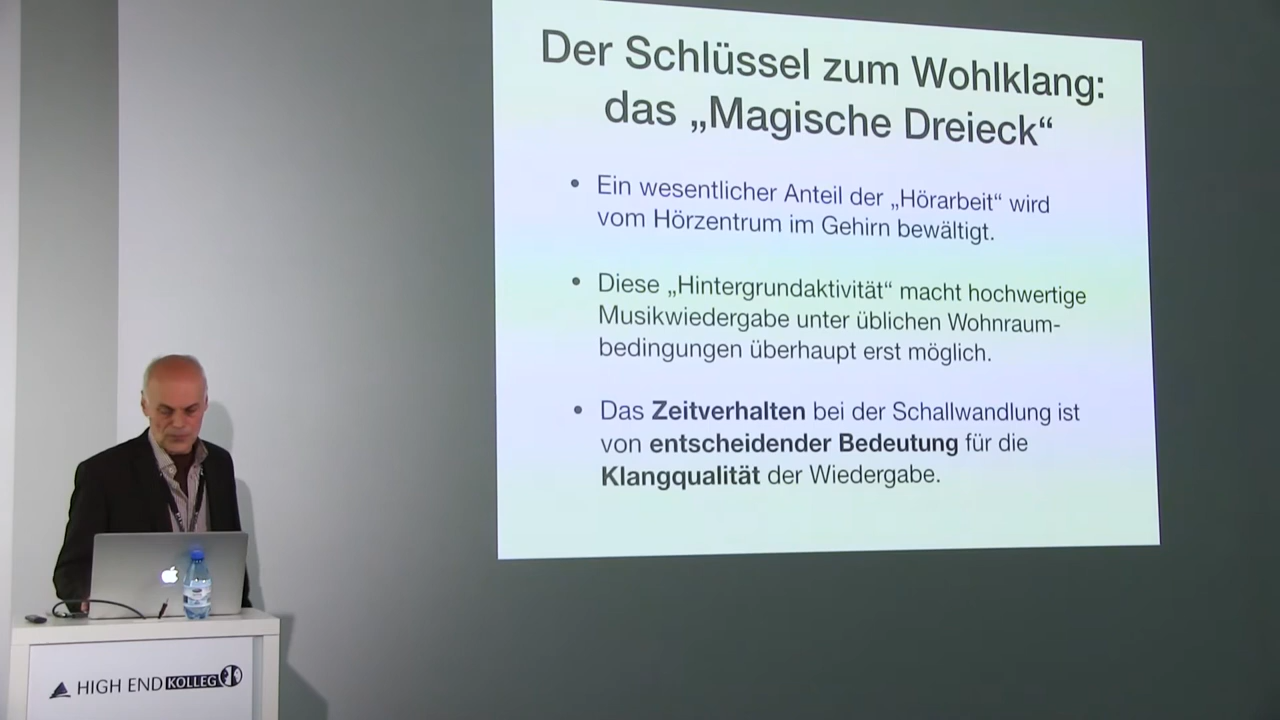 Der Schlüssel zum Wohlklang:
das „Magische Dreieck“
• Ein wesentlicher Anteil der „Hörarbeit“ wird
vom Hörzentrum im Gehirn bewältigt.
• Diese „Hintergrundaktivität“ macht hochwertige
Musikwiedergabe unter üblichen Wohnraum-
bedingungen überhaupt erst möglich.
• Das Zeitverhalten bei der Schallwandlung ist
von entscheidender Bedeutung für die
Klangqualität der Wiedergabe.
HIGH END KOLLEG